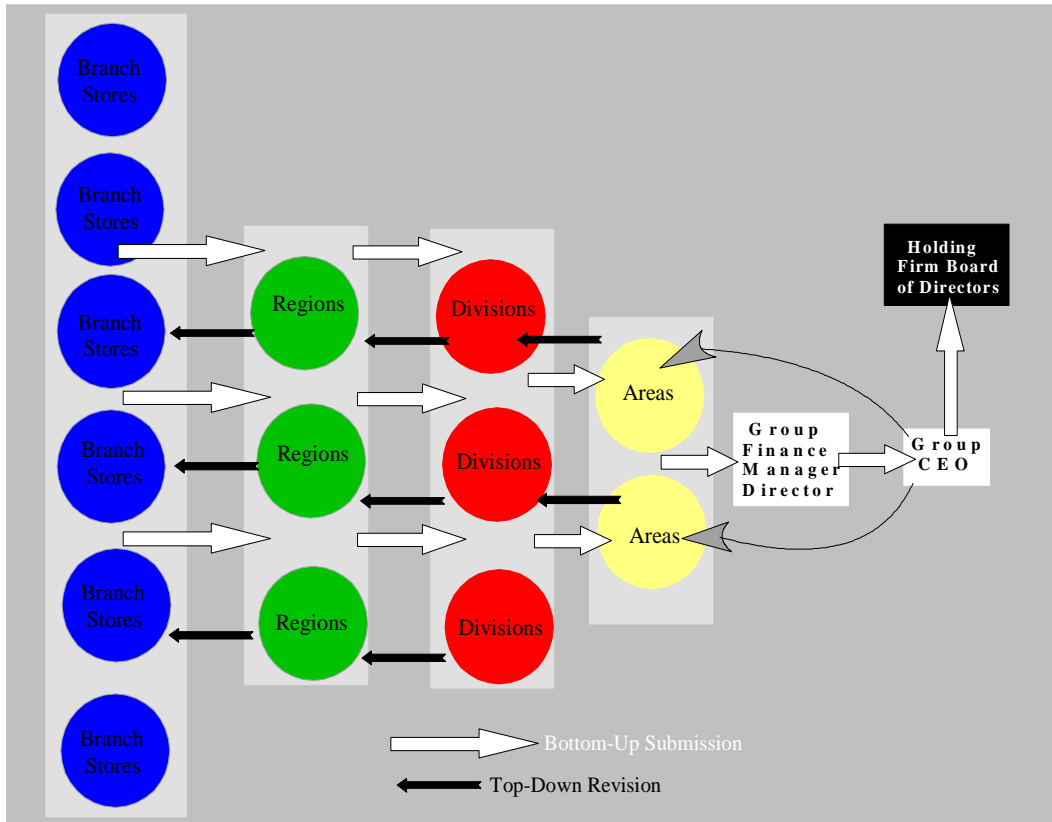 Branch
Stores
Branch
Stores
Branch
Stores
Branch
Stores
Branch
Stores
Branch
Stores
Regions
Regions
Regions
Divisions
Divisions
Divisions
Areas
Areas
Group
Finance
Manager
Director
Group
CEO
Holding
Firm Board
of Directors
Bottom-Up Submission
Top-Down Revision